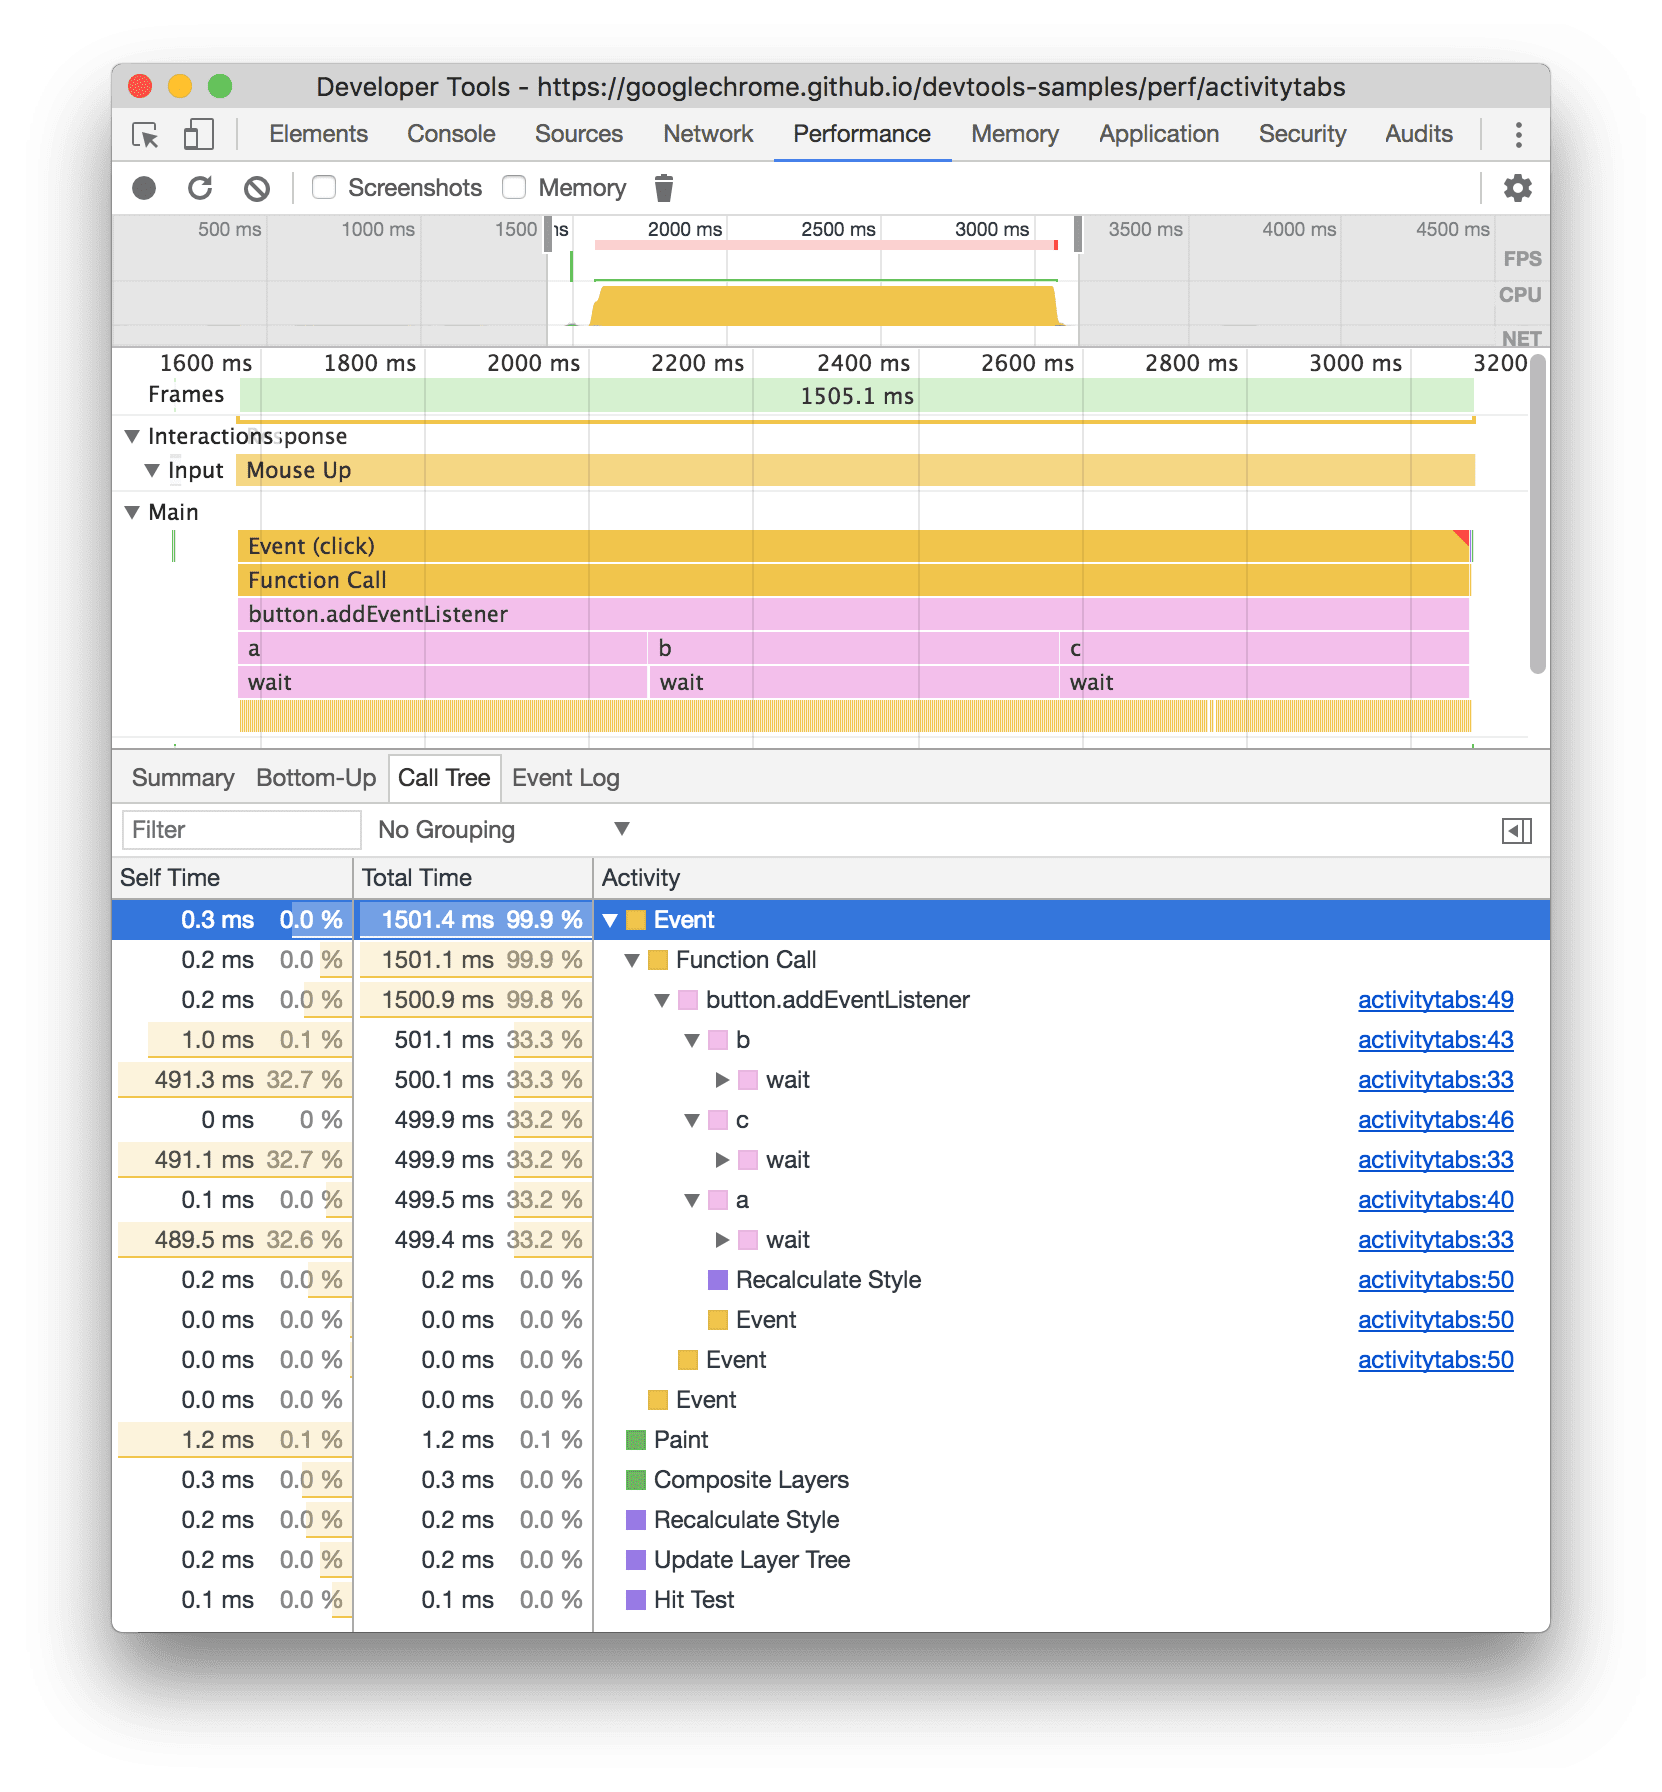 Developer Tools - https://googlechrome.github.io/devtools-samples/perf/activitytabs
Elements Console Sources Network Performance Memory Application Security Audits
Screenshots Memory
500 ms 1000 ms 1500 ms 2000 ms 2500 ms 3000 ms 3500 ms 4000 ms 4500 ms
FPS
CPU
NET
1600 ms 1800 ms 2000 ms 2200 ms 2400 ms 2600 ms 2800 ms 3000 ms 3200
Frames 1505.1 ms
Interactions ponse
Input Mouse Up
Main
Event (click)
Function Call
button.addEventListener
a b c
wait wait wait
Summary Bottom-Up Call Tree Event Log
Filter No Grouping
Self Time Total Time Activity
0.3 ms 0.0 % 1501.4 ms 99.9 % Event
0.2 ms 0.0 % 1501.1 ms 99.9 % Function Call
0.2 ms 0.0 % 1500.9 ms 99.8 % button.addEventListener activitytabs:49
1.0 ms 0.1 % 501.1 ms 33.3 % b activitytabs:43
491.3 ms 32.7 % 500.1 ms 33.3 % wait activitytabs:33
0 ms 0 % 499.9 ms 33.2 % c activitytabs:46
491.1 ms 32.7 % 499.9 ms 33.2 % wait activitytabs:33
0.1 ms 0.0 % 499.5 ms 33.2 % a activitytabs:40
489.5 ms 32.6 % 499.4 ms 33.2 % wait activitytabs:33
0.2 ms 0.0 % 0.2 ms 0.0 % Recalculate Style activitytabs:50
0.0 ms 0.0 % 0.0 ms 0.0 % Event activitytabs:50
0.0 ms 0.0 % 0.0 ms 0.0 % Event activitytabs:50
0.0 ms 0.0 % 0.0 ms 0.0 % Event
1.2 ms 0.1 % 1.2 ms 0.1 % Paint
0.3 ms 0.0 % 0.3 ms 0.0 % Composite Layers
0.2 ms 0.0 % 0.2 ms 0.0 % Recalculate Style
0.2 ms 0.0 % 0.2 ms 0.0 % Update Layer Tree
0.1 ms 0.0 % 0.1 ms 0.0 % Hit Test